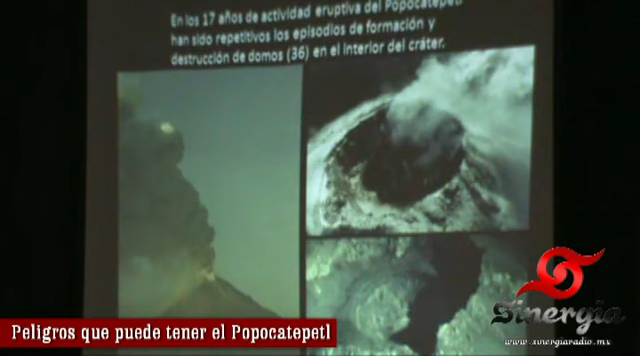 En los 17 años de actividad eruptiva del Popocatepetl
han sido repetitivos los episodios de formación y
destrucción de domos (36) en el interior del cráter.
Peligros que puede tener el Popocatepetl
Sinergia
www.xinergiaradio.mx